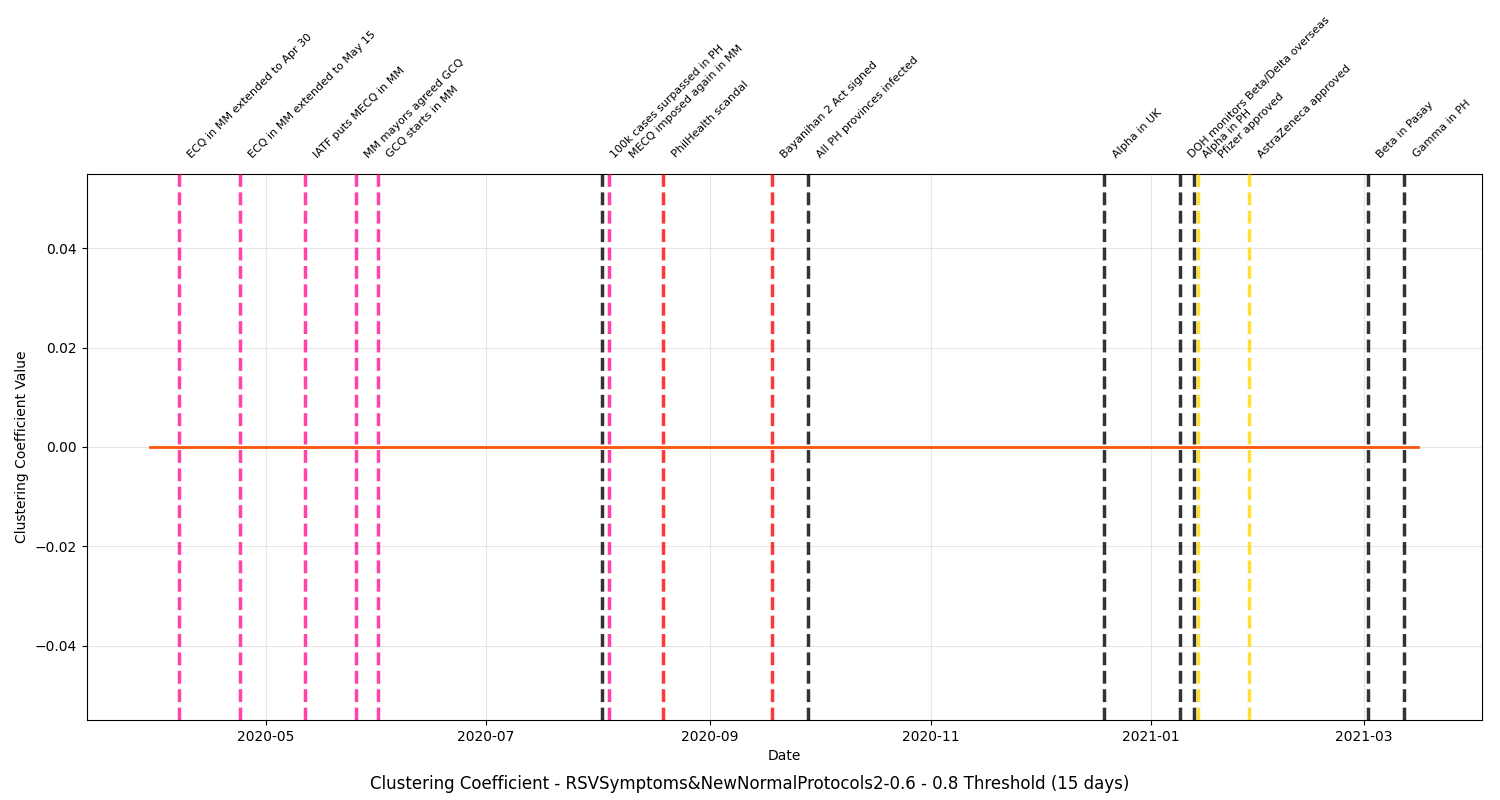 ECQ in MM extended to Apr 30
ECQ in MM extended to May 15
IATF puts MECQ in MM
MM mayors agreed GCQ
GCQ starts in MM
100k cases surpassed in PH
MECQ imposed again in MM
PhilHealth scandal
Bayanihan 2 Act signed
All PH provinces infected
Alpha in UK
DOH monitors Beta/Delta overseas
Alpha in PH
Pfizer approved
AstraZeneca approved
Beta in Pasay
Gamma in PH
Clustering Coefficient Value
0.04
0.02
0.00
−0.02
−0.04
2020-05
2020-07
2020-09
2020-11
2021-01
2021-03
Date
Clustering Coefficient - RSVSymptoms&NewNormalProtocols2-0.6 - 0.8 Threshold (15 days)